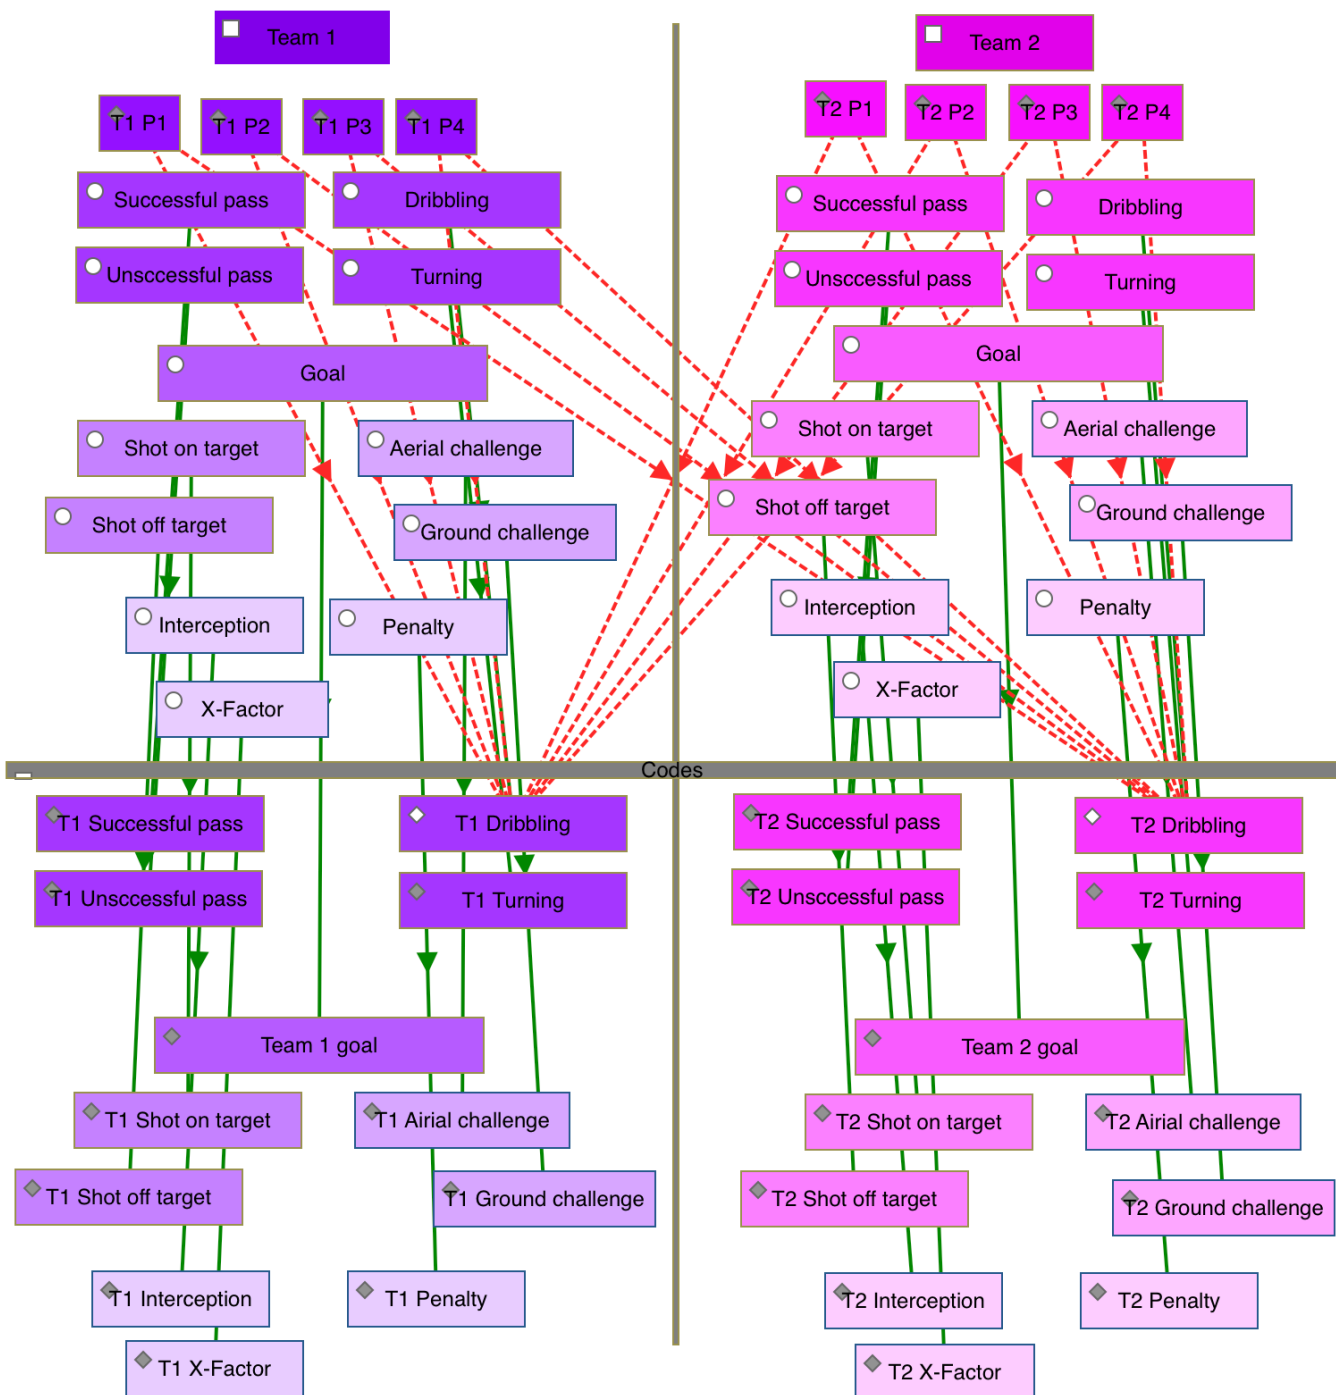 Team 1
Team 2
T1 P1
T1 P2
T1 P3
T1 P4
T2 P1
T2 P2
T2 P3
T2 P4
Successful pass
Dribbling
Successful pass
Dribbling
Unsccessful pass
Turning
Unsccessful pass
Turning
Goal
Goal
Shot on target
Aerial challenge
Shot on target
Aerial challenge
Shot off target
Ground challenge
Shot off target
Ground challenge
Interception
Penalty
Interception
Penalty
X-Factor
X-Factor
Codes
T1 Successful pass
T1 Dribbling
T2 Successful pass
T2 Dribbling
T1 Unsccessful pass
T1 Turning
T2 Unsccessful pass
T2 Turning
Team 1 goal
Team 2 goal
T1 Shot on target
T1 Airial challenge
T2 Shot on target
T2 Airial challenge
T1 Shot off target
T1 Ground challenge
T2 Shot off target
T2 Ground challenge
T1 Interception
T1 Penalty
T2 Interception
T2 Penalty
T1 X-Factor
T2 X-Factor